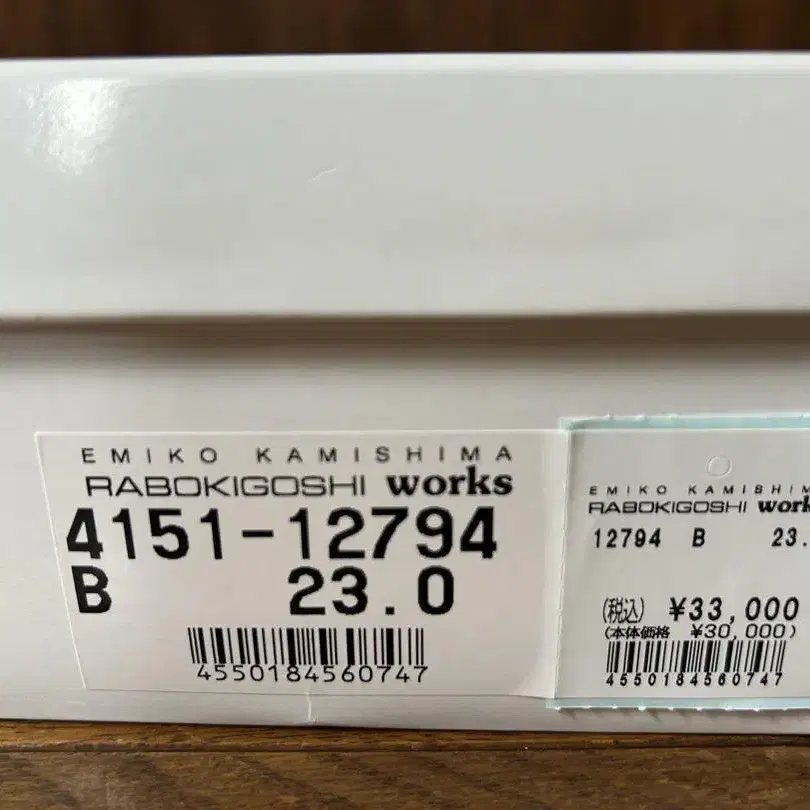 EMIKO KAMISHIMA
RABOKIGOSHI works
4151-12794
B 23.0
4550184560747
EMIKO KAMISHIM
RABOKIGOSHI work
12794 B 23.
(税込) ¥33,000
(本体価格 ¥30,000)
4550184560747